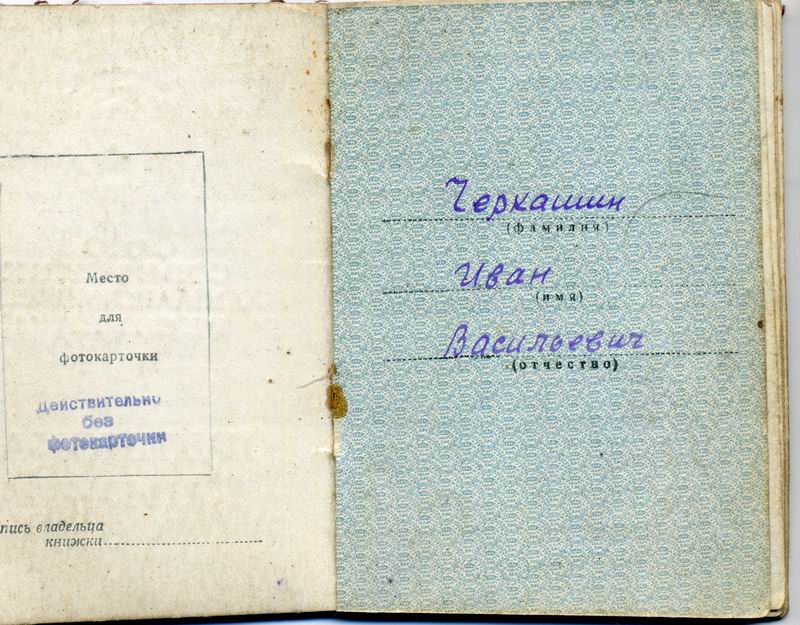 Место
для
фотокарточки
Действительно
без
фотокарточки
пись владельца
книжки
Черкашин
(фамилия)
Иван
(имя)
Васильевич
(отчество)